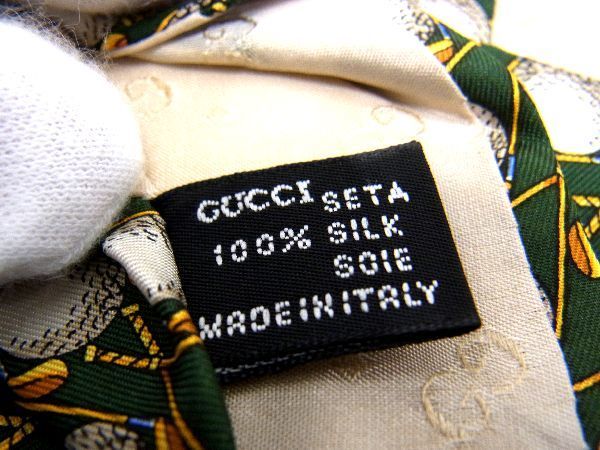 GUCCI SETA
100% SILK
SOIE
MADE IN ITALY